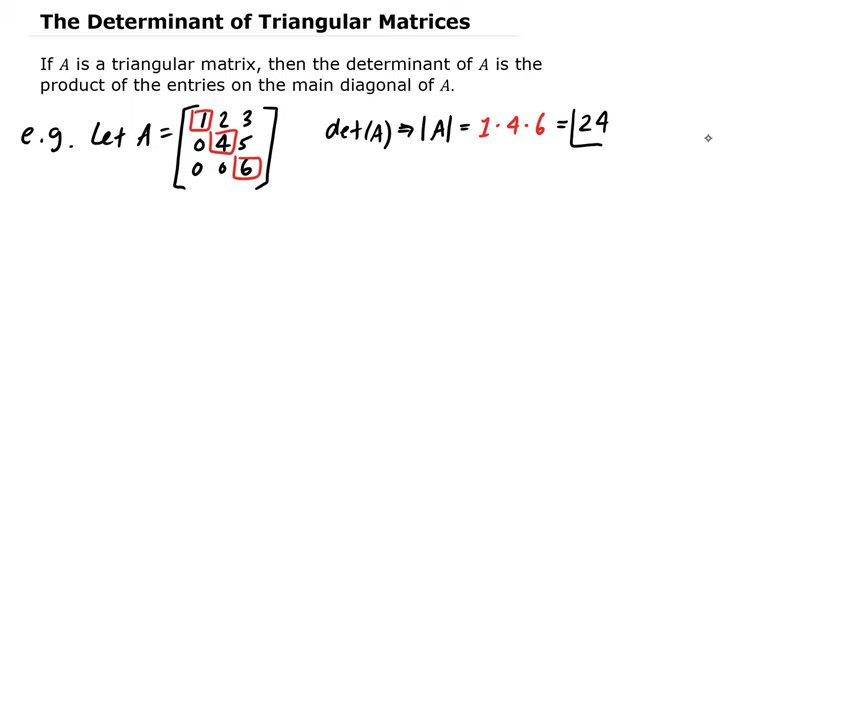 The Determinant of Triangular Matrices
If A is a triangular matrix, then the determinant of A is the
product of the entries on the main diagonal of A.
e.g. Let A = [1 2 3
0 4 5
0 0 6]
det(A) ⇒ |A| = 1·4·6 = 24